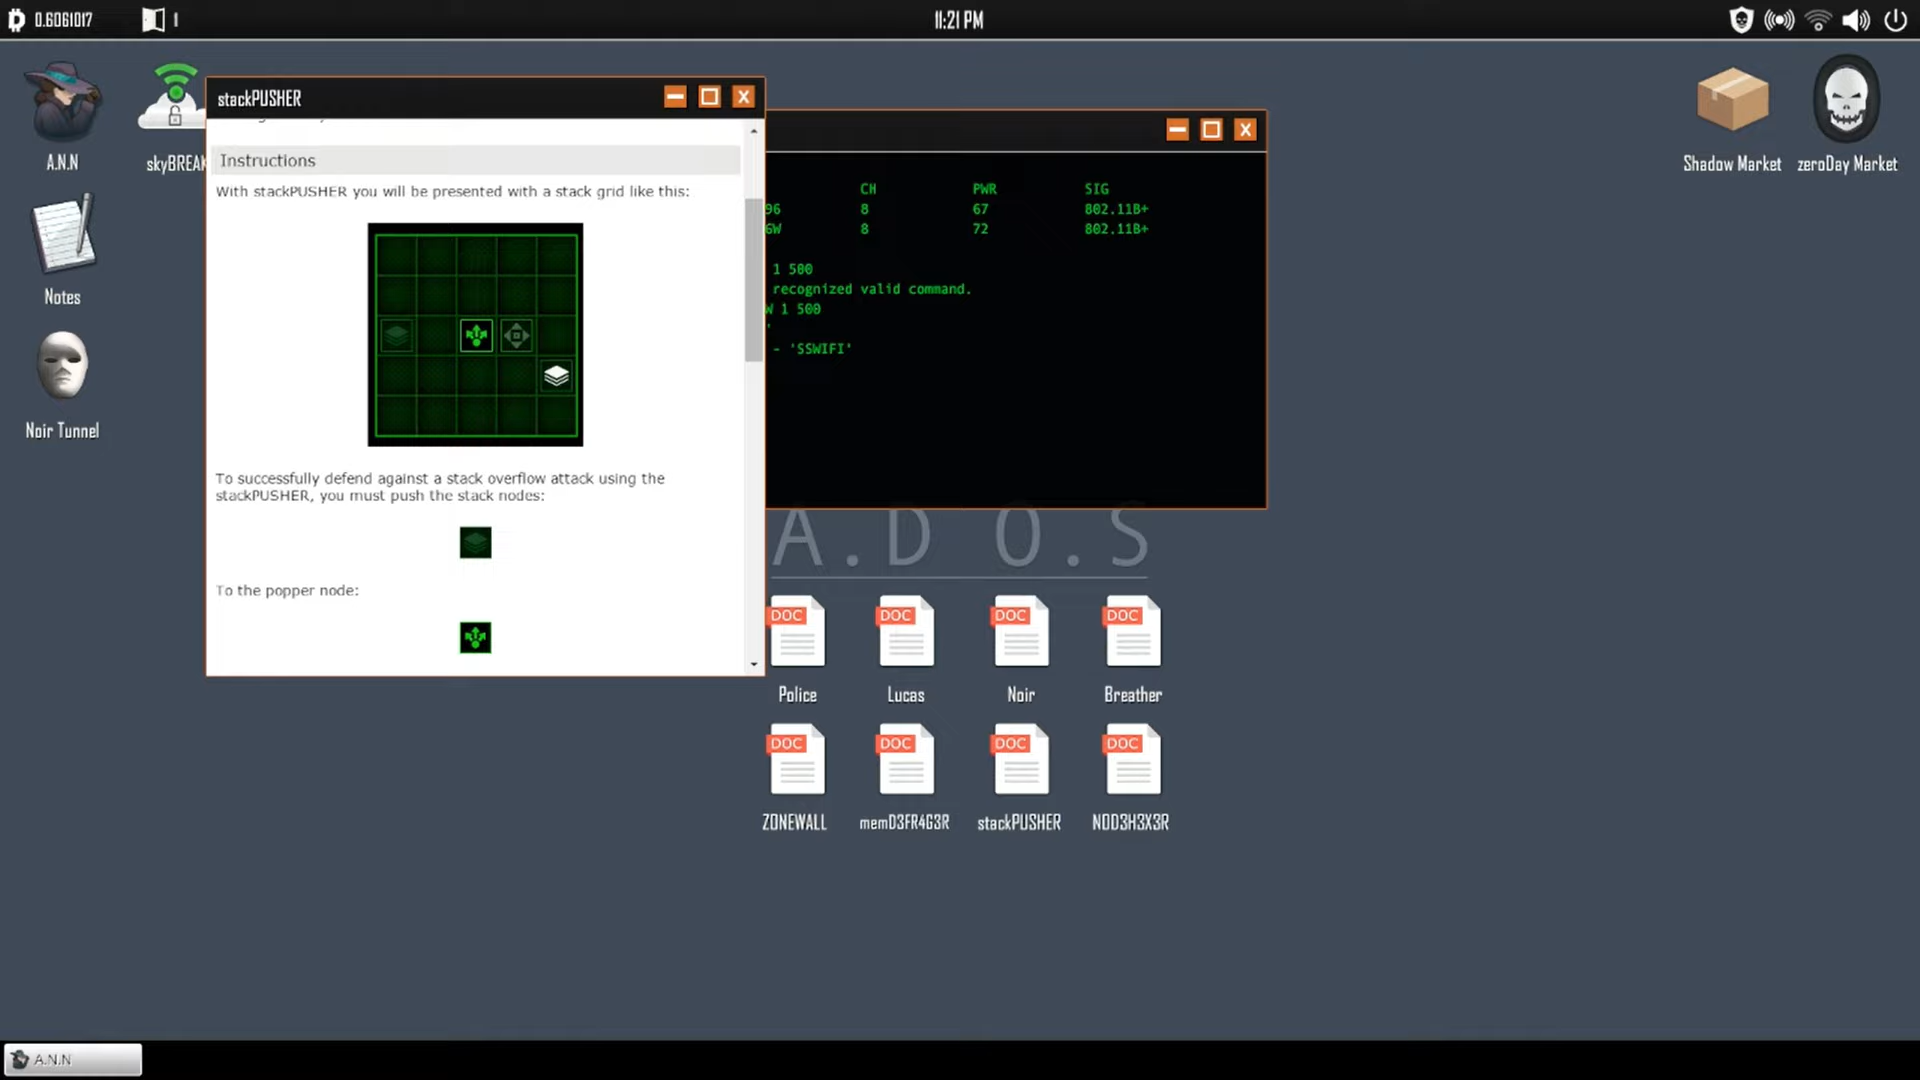 0.6061017
1
11:21 PM
A.N.N
skyBREAK
Notes
Noir Tunnel
Shadow Market
zeroDay Market
stackPUSHER
Instructions
With stackPUSHER you will be presented with a stack grid like this:
To successfully defend against a stack overflow attack using the
stackPUSHER, you must push the stack nodes:
To the popper node:
CH PWR SIG
96 8 67 802.11B+
GW 8 72 802.11B+
1 500
recognized valid command.
W 1 500
'
- 'SSWIFI'
A.D O.S
DOC DOC DOC DOC
Police Lucas Noir Breather
DOC DOC DOC DOC
ZONEWALL memD3FR4G3R stackPUSHER N0D3H3X3R
A.N.N